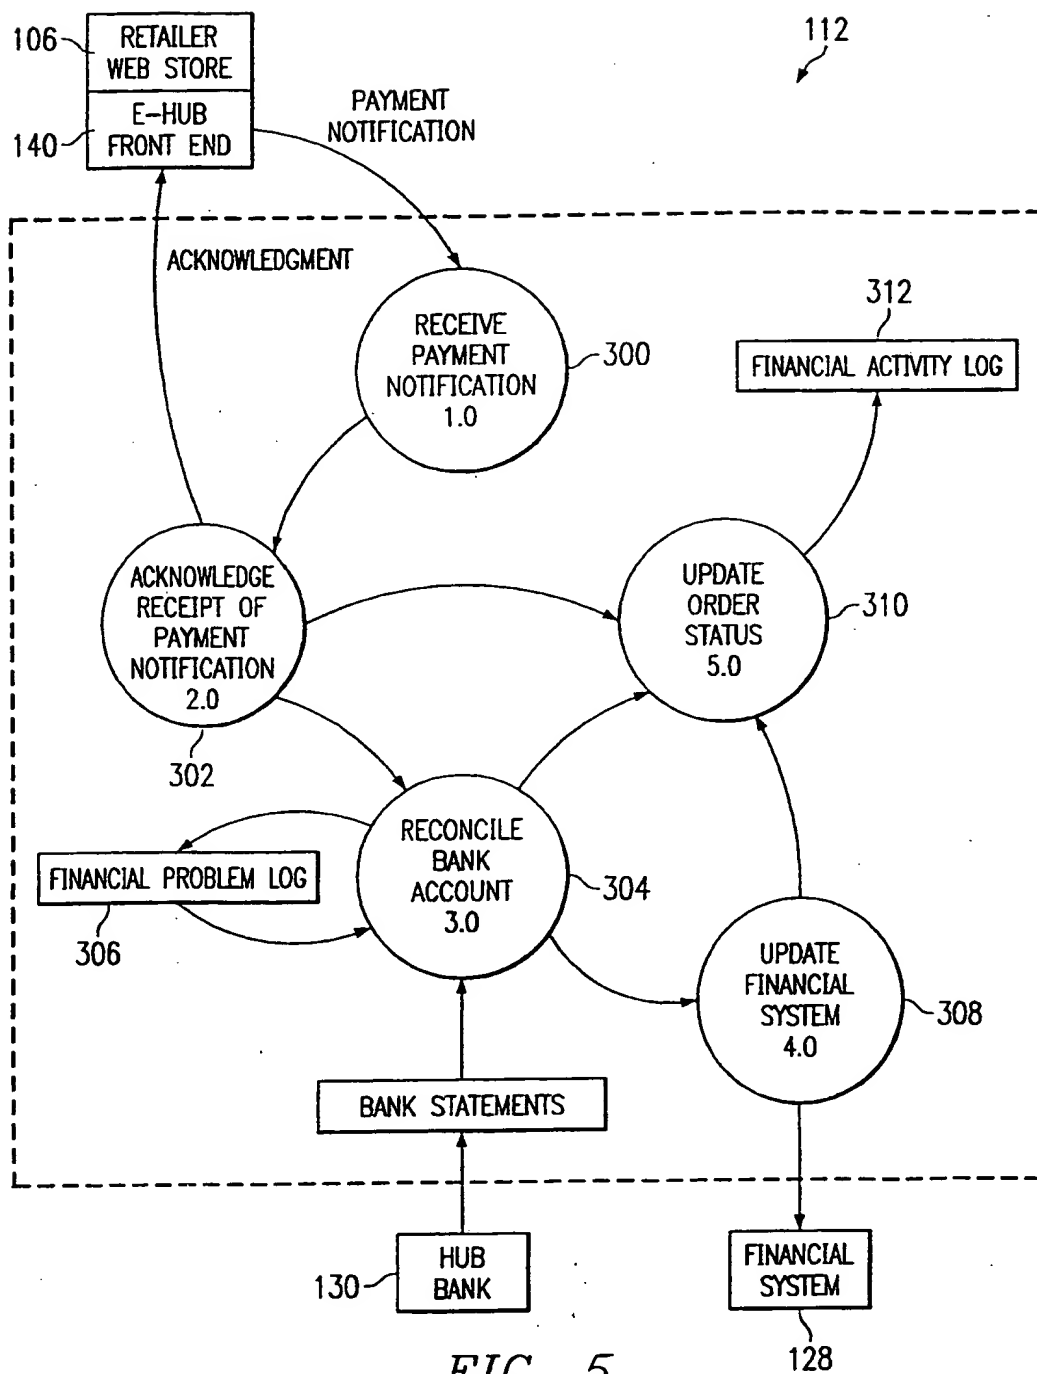 106
RETAILER
WEB STORE
112
140
E-HUB
FRONT END
PAYMENT
NOTIFICATION
ACKNOWLEDGMENT
RECEIVE
PAYMENT
NOTIFICATION
1.0
300
312
FINANCIAL ACTIVITY LOG
ACKNOWLEDGE
RECEIPT OF
PAYMENT
NOTIFICATION
2.0
302
UPDATE
ORDER
STATUS
5.0
310
RECONCILE
BANK
ACCOUNT
3.0
304
FINANCIAL PROBLEM LOG
306
UPDATE
FINANCIAL
SYSTEM
4.0
308
BANK STATEMENTS
130
HUB
BANK
FINANCIAL
SYSTEM
128
FIG. 5